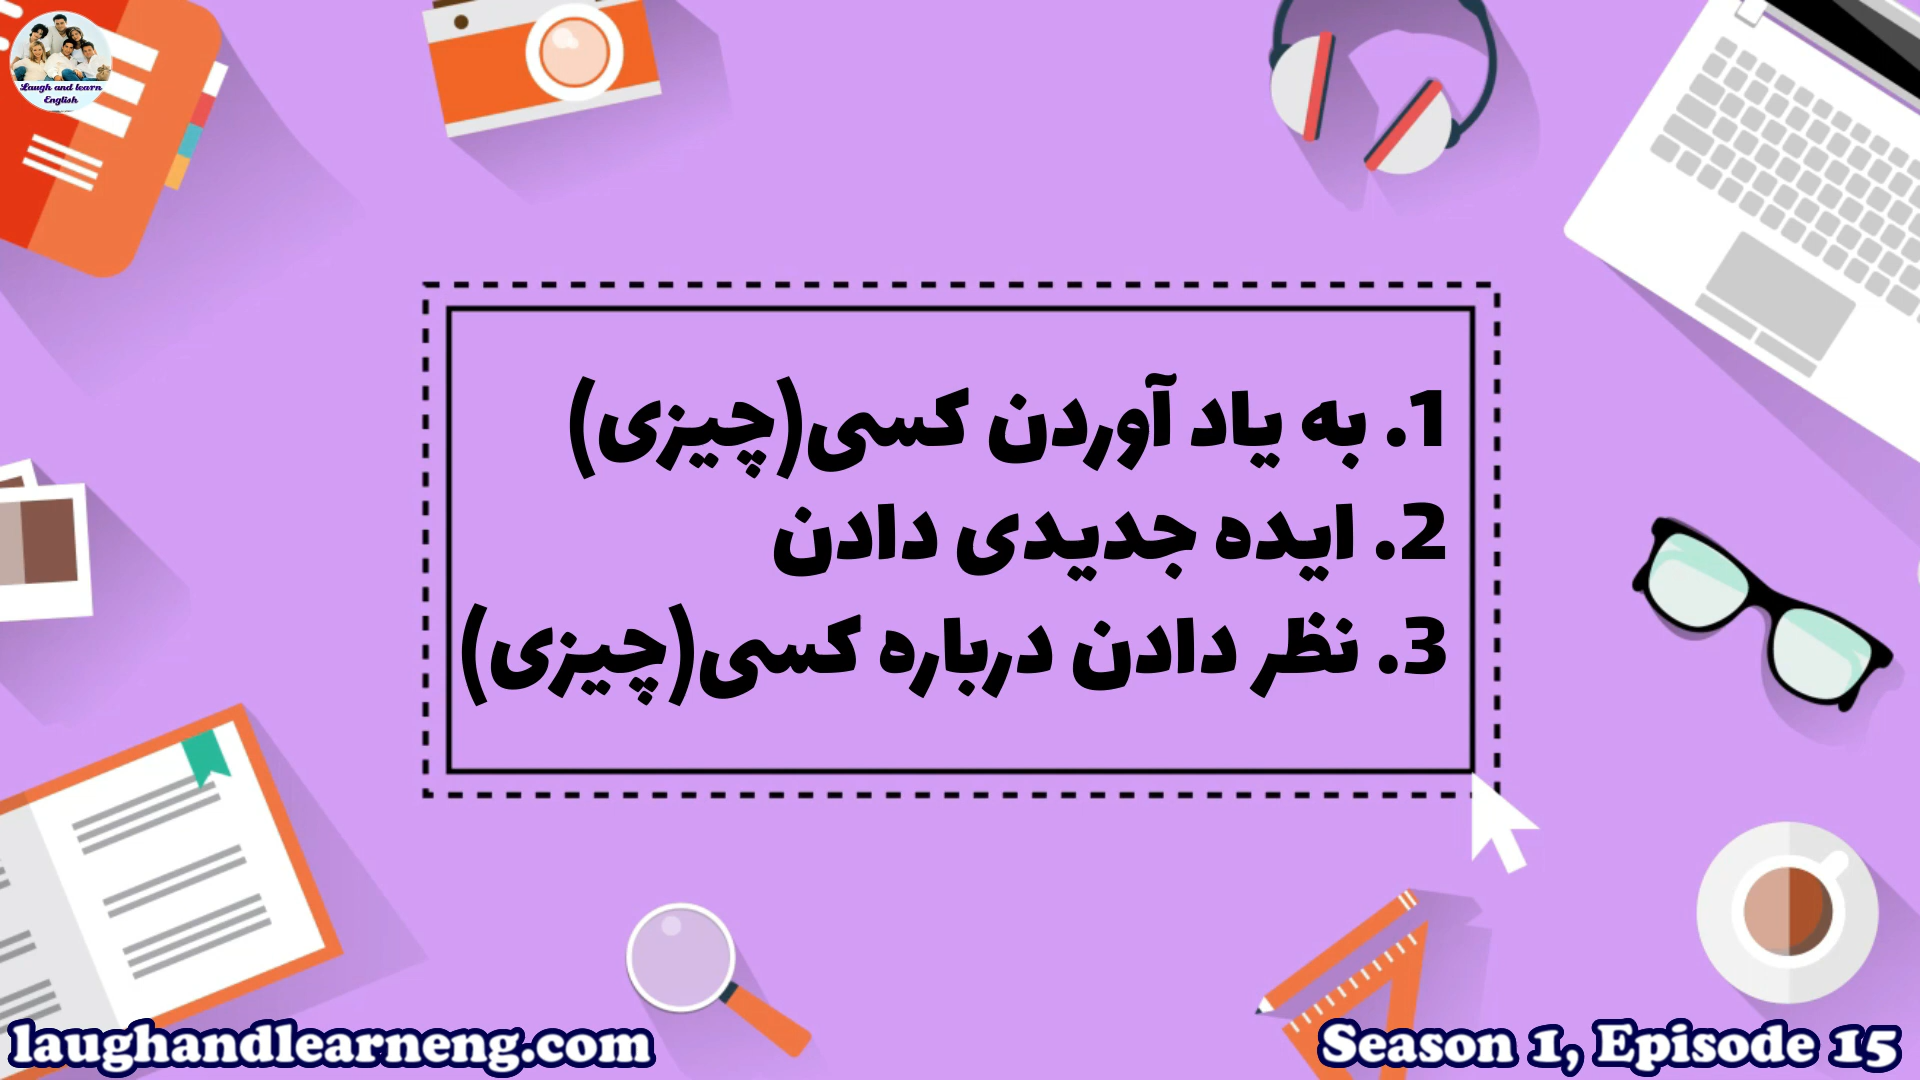 Laugh and learn
English
1. به یاد آوردن کسی(چیزی)
2. ایده جدیدی دادن
3. نظر دادن درباره کسی(چیزی)
laughandlearneng.com
Season 1, Episode 15